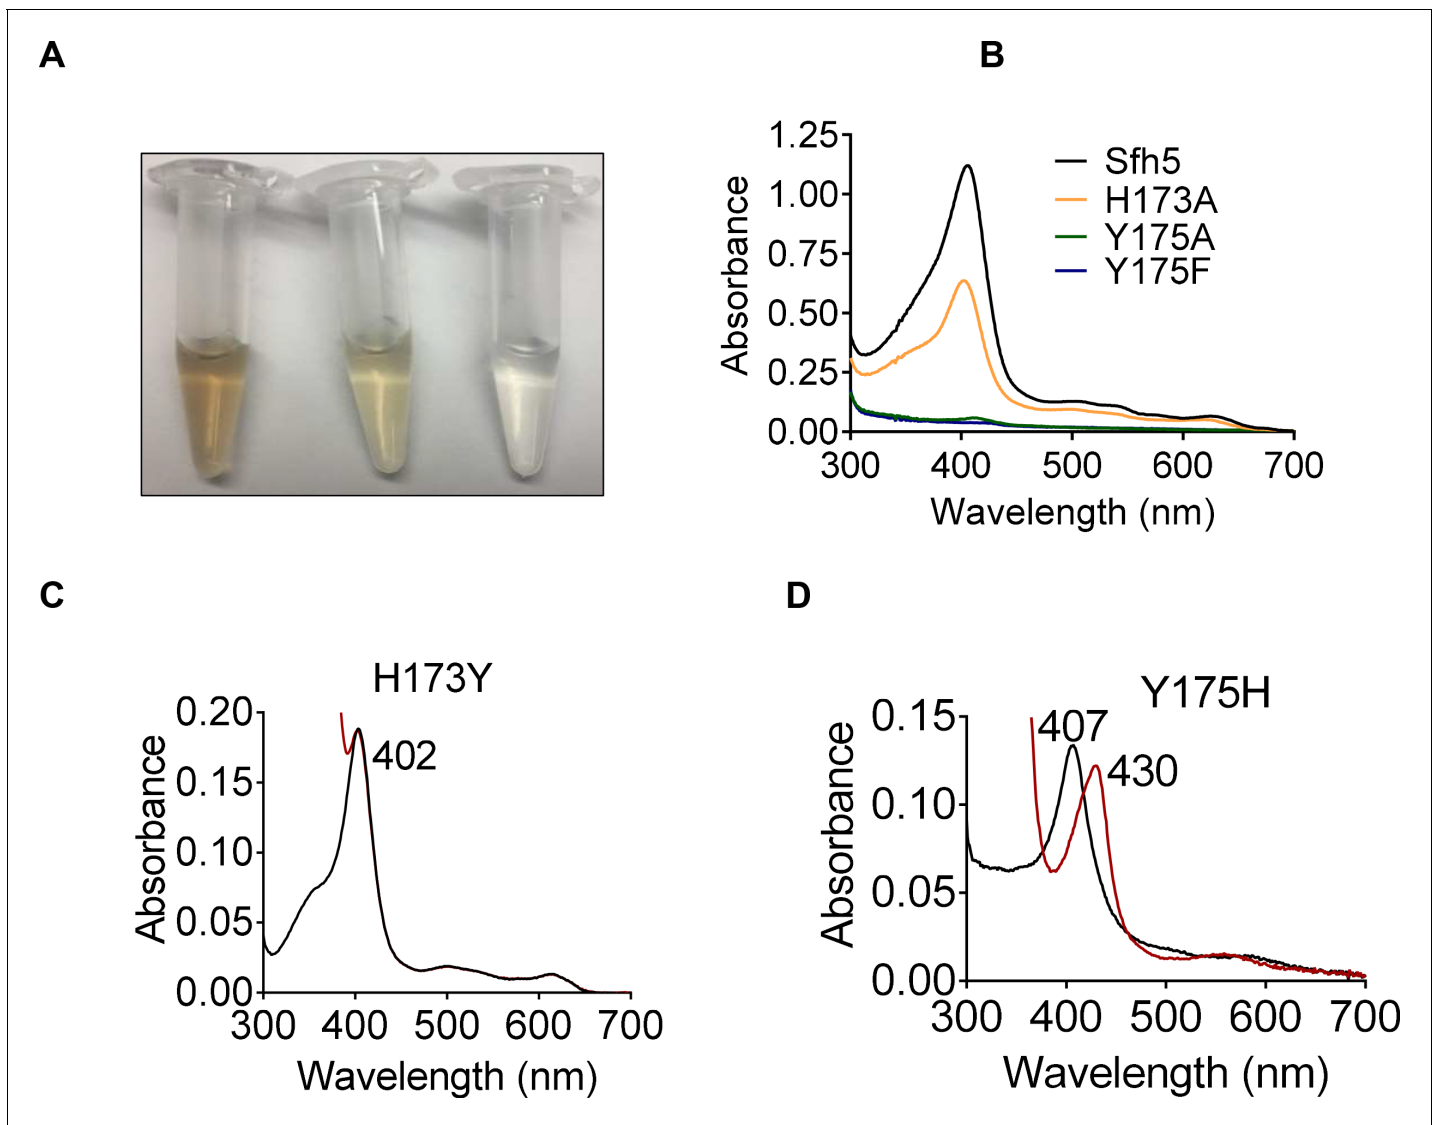 A
B
1.25
1.00
0.75
0.50
0.25
0.00
Absorbance
Sfh5
H173A
Y175A
Y175F
300 400 500 600 700
Wavelength (nm)
C
D
H173Y
0.20
0.15
0.10
0.05
0.00
Absorbance
402
300 400 500 600 700
Wavelength (nm)
Y175H
0.15
0.10
0.05
0.00
Absorbance
407
430
300 400 500 600 700
Wavelength (nm)